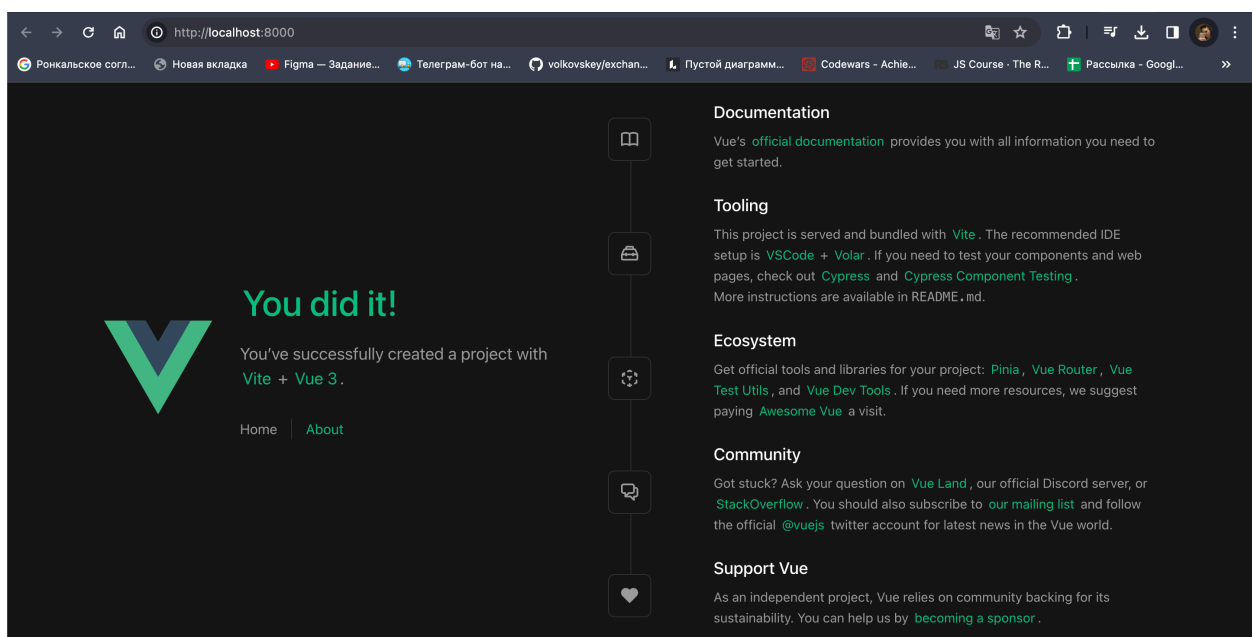 http://localhost:8000
Ронкальское согл...
Новая вкладка
Figma — Задание...
Телеграм-бот на...
volkovskey/exchan...
Пустой диаграмм...
Codewars - Achie...
JS Course · The R...
Рассылка - Googl...
You did it!
You’ve successfully created a project with
Vite + Vue 3.
Home
About
Documentation
Vue’s official documentation provides you with all information you need to
get started.
Tooling
This project is served and bundled with Vite. The recommended IDE
setup is VSCode + Volar. If you need to test your components and web
pages, check out Cypress and Cypress Component Testing.
More instructions are available in README.md.
Ecosystem
Get official tools and libraries for your project: Pinia, Vue Router, Vue
Test Utils, and Vue Dev Tools. If you need more resources, we suggest
paying Awesome Vue a visit.
Community
Got stuck? Ask your question on Vue Land, our official Discord server, or
StackOverflow. You should also subscribe to our mailing list and follow
the official @vuejs twitter account for latest news in the Vue world.
Support Vue
As an independent project, Vue relies on community backing for its
sustainability. You can help us by becoming a sponsor.